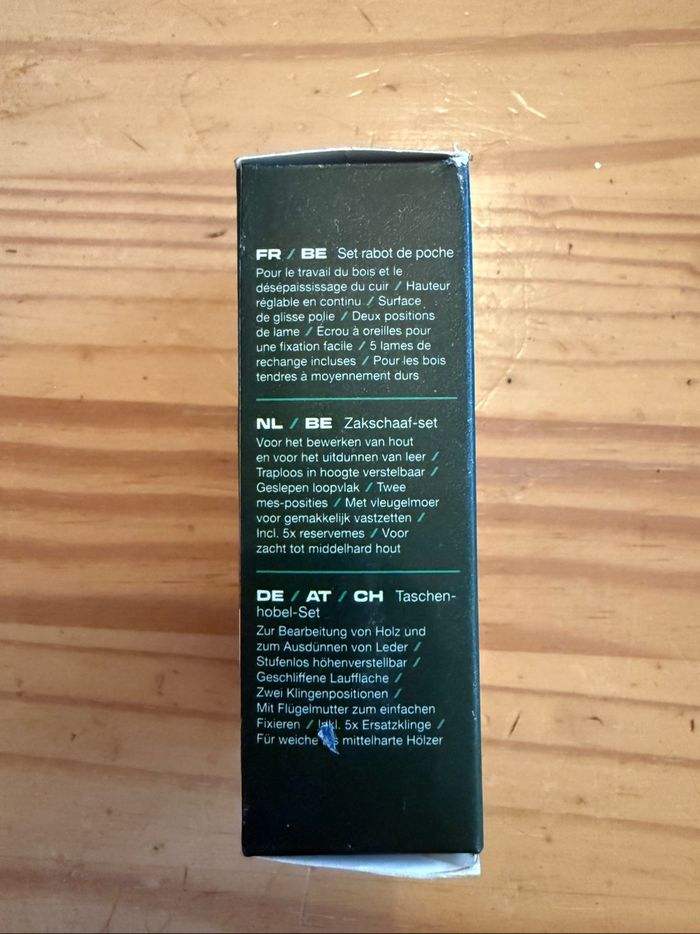 FR / BE Set rabot de poche
Pour le travail du bois et le
désépaississage du cuir / Hauteur
réglable en continu / Surface
de glisse polie / Deux positions
de lame / Écrou à oreilles pour
une fixation facile / 5 lames de
rechange incluses / Pour les bois
tendres à moyennement durs
NL / BE Zakschaaf-set
Voor het bewerken van hout
en voor het uitdunnen van leer /
Traploos in hoogte verstelbaar /
Geslepen loopvlak / Twee
mes-posities / Met vleugelmoer
voor gemakkelijk vastzetten /
Incl. 5x reservemes / Voor
zacht tot middelhard hout
DE / AT / CH Taschen-
hobel-Set
Zur Bearbeitung von Holz und
zum Ausdünnen von Leder /
Stufenlos höhenverstellbar /
Geschliffene Lauffläche /
Zwei Klingenpositionen /
Mit Flügelmutter zum einfachen
Fixieren / Inkl. 5x Ersatzklinge /
Für weiche mittelharte Hölzer